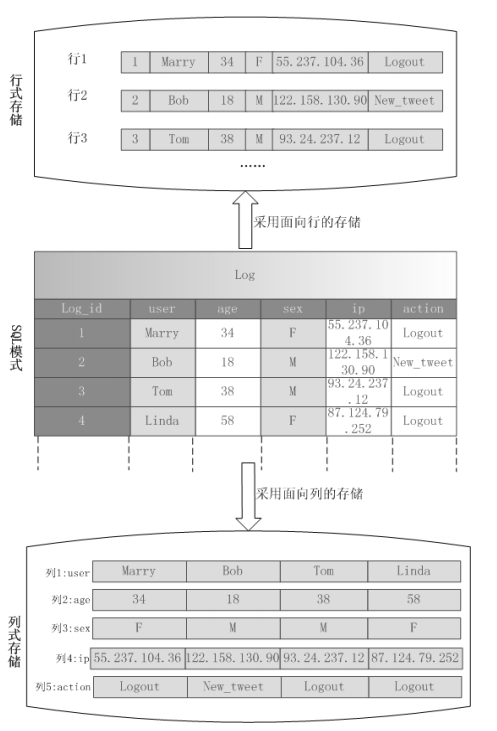 行式存储
行1 1 Marry 34 F 55.237.104.36 Logout
行2 2 Bob 18 M 122.158.130.90 New_tweet
行3 3 Tom 38 M 93.24.237.12 Logout
……
采用面向行的存储
SQL模式
Log
Log_id user age sex ip action
1 Marry 34 F 55.237.10
4.36 Logout
2 Bob 18 M 122.158.1
30.90 New_tweet
3 Tom 38 M 93.24.237
.12 Logout
4 Linda 58 F 87.124.79
.252 Logout
采用面向列的存储
列式存储
列1:user Marry Bob Tom Linda
列2:age 34 18 38 58
列3:sex F M M F
列4:ip 55.237.104.36 122.158.130.90 93.24.237.12 87.124.79.252
列5:action Logout New_tweet Logout Logout